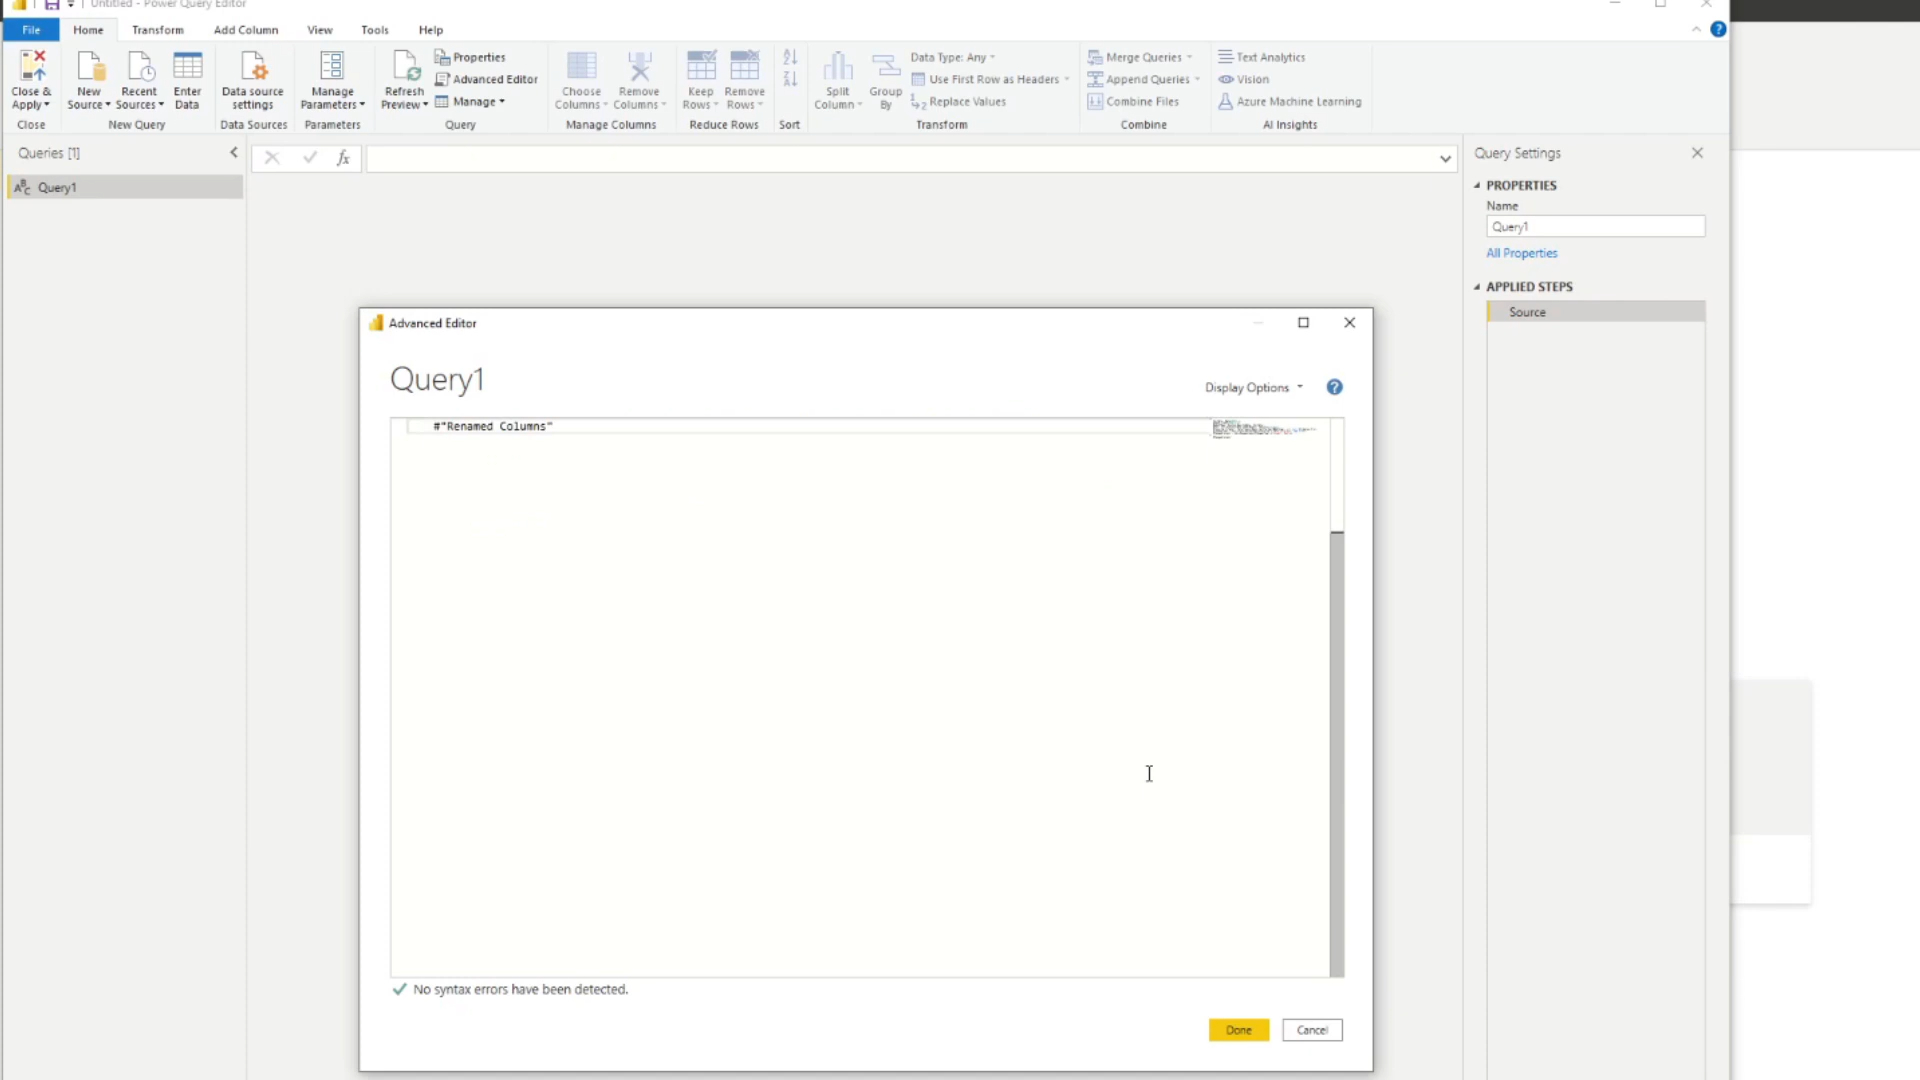 Untitled - Power Query Editor
File Home Transform Add Column View Tools Help
Close & Apply
New Source
Recent Sources
Enter Data
Data source settings
Manage Parameters
Refresh Preview
Properties
Advanced Editor
Manage
Choose Columns
Remove Columns
Keep Rows
Remove Rows
Split Column
Group By
Data Type: Any
Use First Row as Headers
Replace Values
Merge Queries
Append Queries
Combine Files
Text Analytics
Vision
Azure Machine Learning
Close New Query Data Sources Parameters Query Manage Columns Reduce Rows Sort Transform Combine AI Insights
Queries [1]
fx
Query Settings
Query1
PROPERTIES
Name
Query1
All Properties
APPLIED STEPS
Source
Advanced Editor
Query1
Display Options
#"Renamed Columns"
No syntax errors have been detected.
Done Cancel